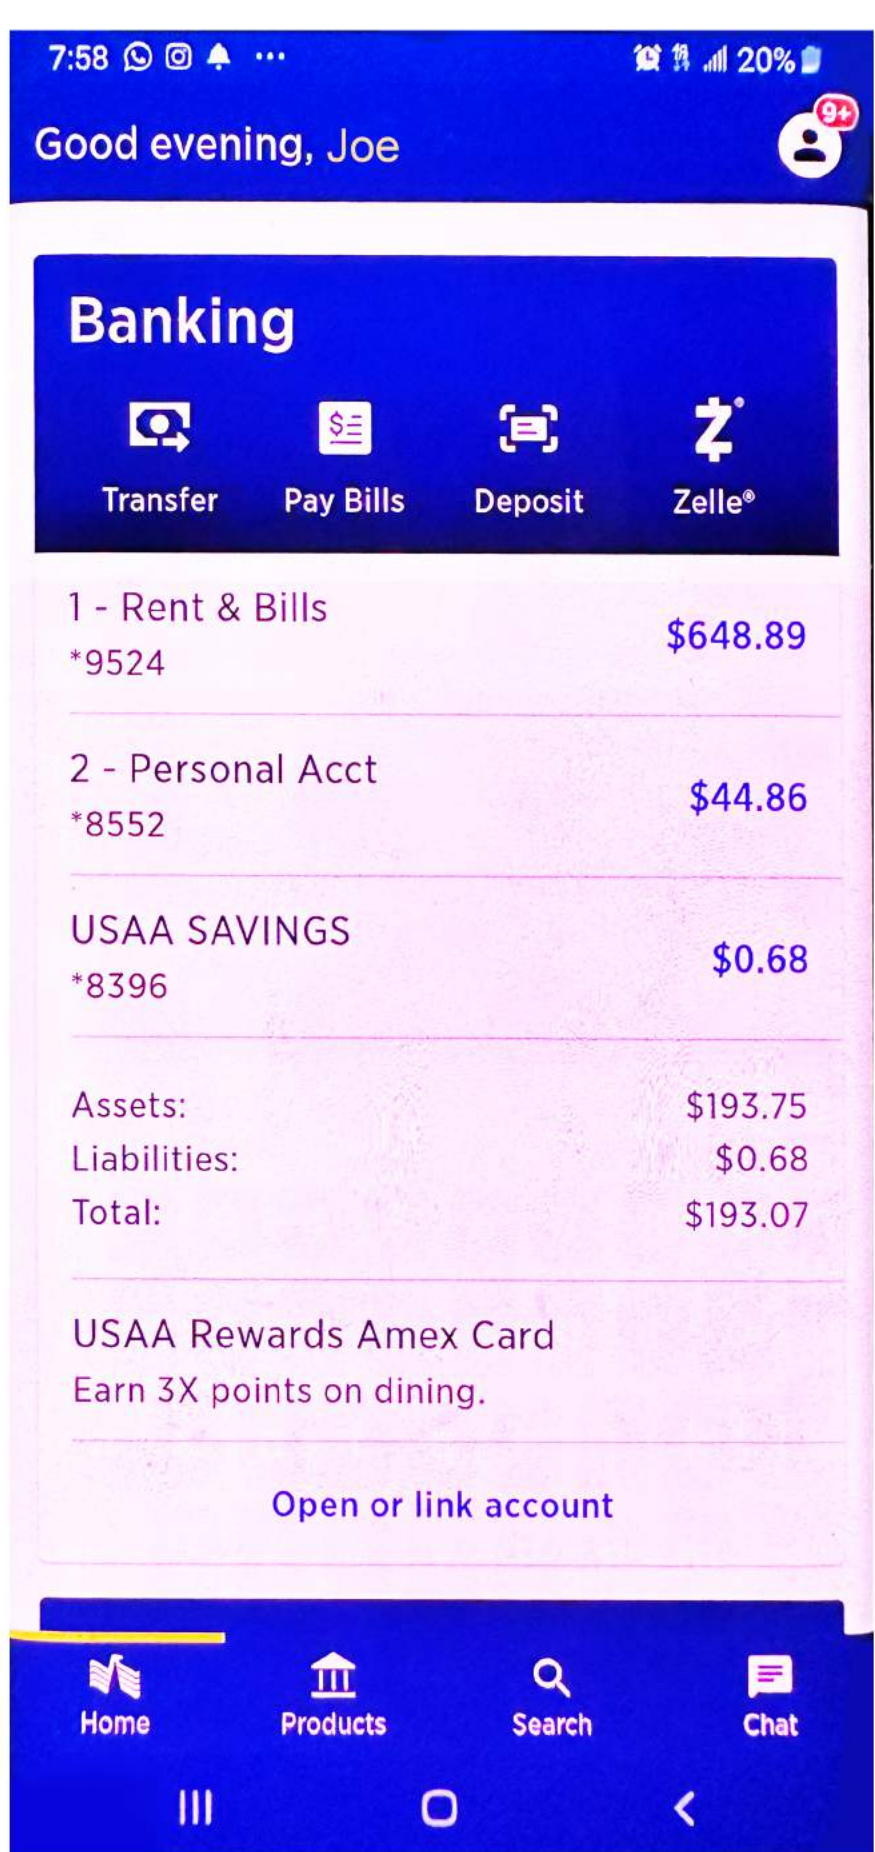 7:58 ... 20%
Good evening, Joe
9+
Banking
Transfer Pay Bills Deposit Zelle®
1 - Rent & Bills
$648.89
*9524
2 - Personal Acct
$44.86
*8552
USAA SAVINGS
$0.68
*8396
Assets: $193.75
Liabilities: $0.68
Total: $193.07
USAA Rewards Amex Card
Earn 3X points on dining.
Open or link account
Home Products Search Chat